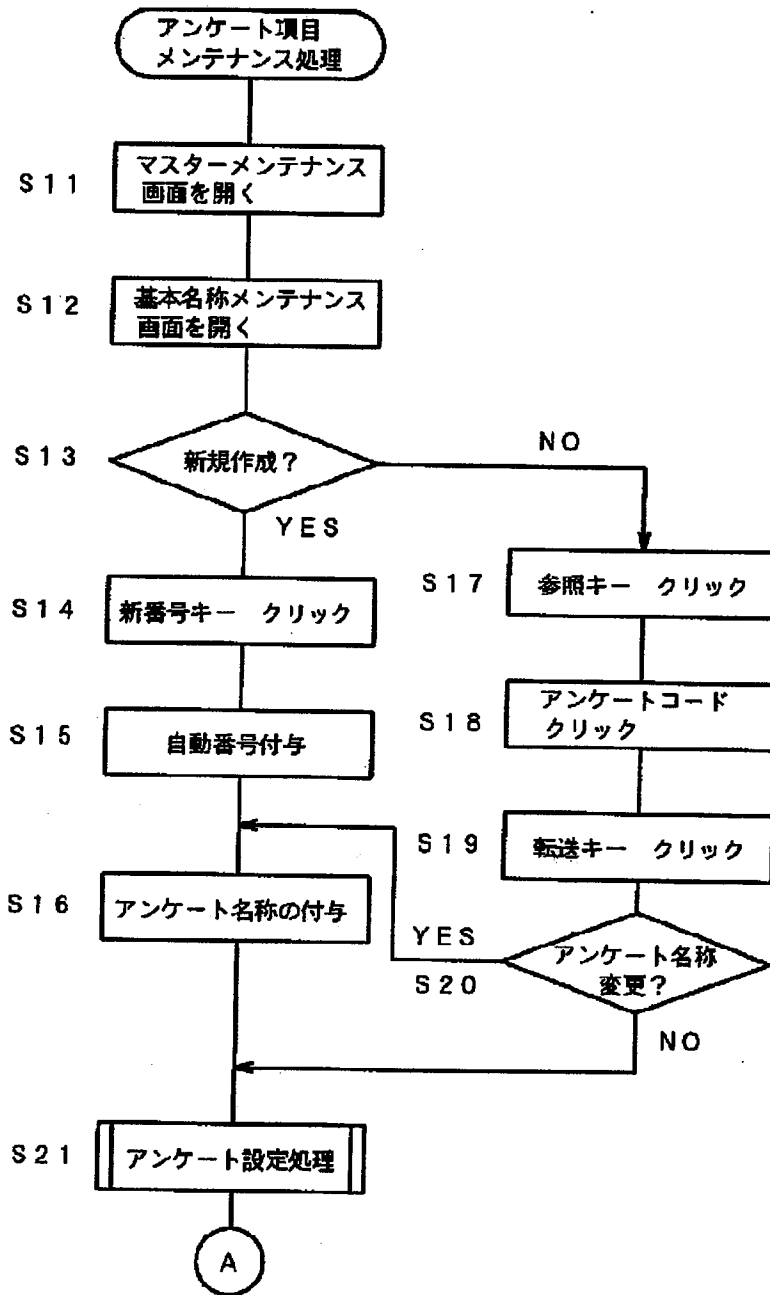 アンケート項目
メンテナンス処理
S11
マスターメンテナンス
画面を開く
S12
基本名称メンテナンス
画面を開く
S13
新規作成?
NO
YES
S14
新番号キー クリック
S17
参照キー クリック
S15
自動番号付与
S18
アンケートコード
クリック
S19
転送キー クリック
S16
アンケート名称の付与
YES
S20
アンケート名称
変更?
NO
S21
アンケート設定処理
A